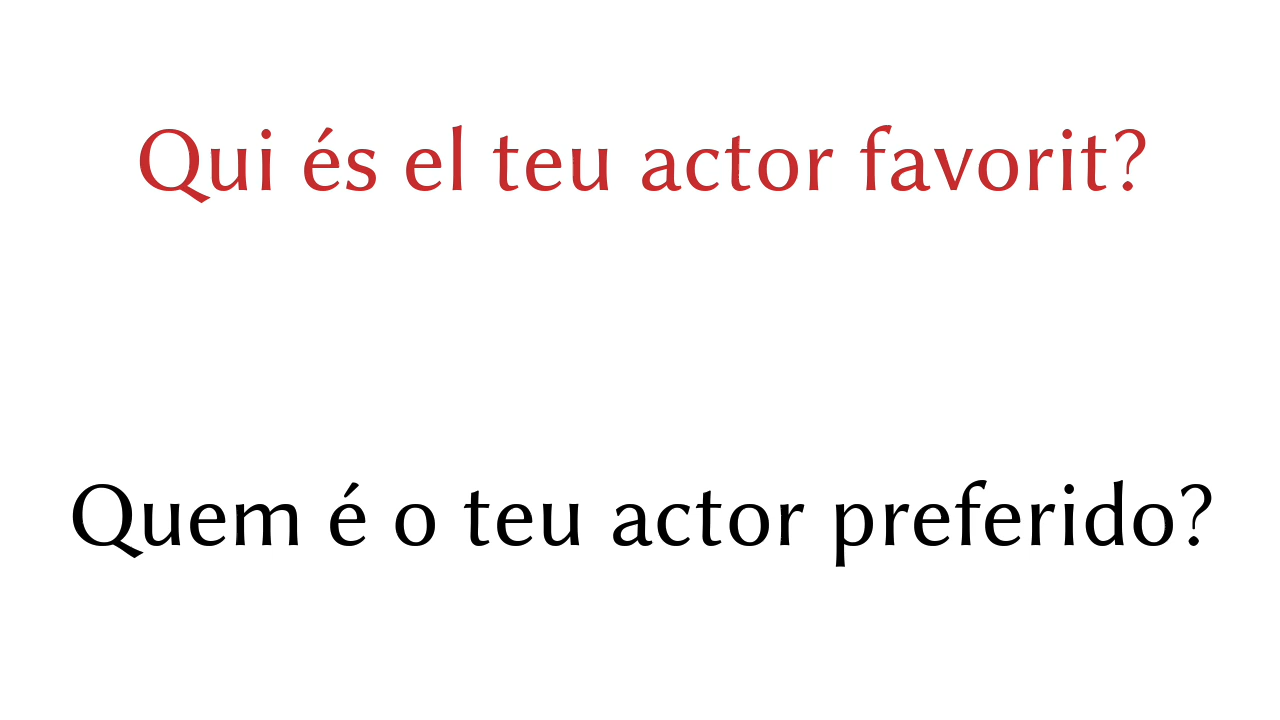 Qui és el teu actor favorit?
Quem é o teu actor preferido?